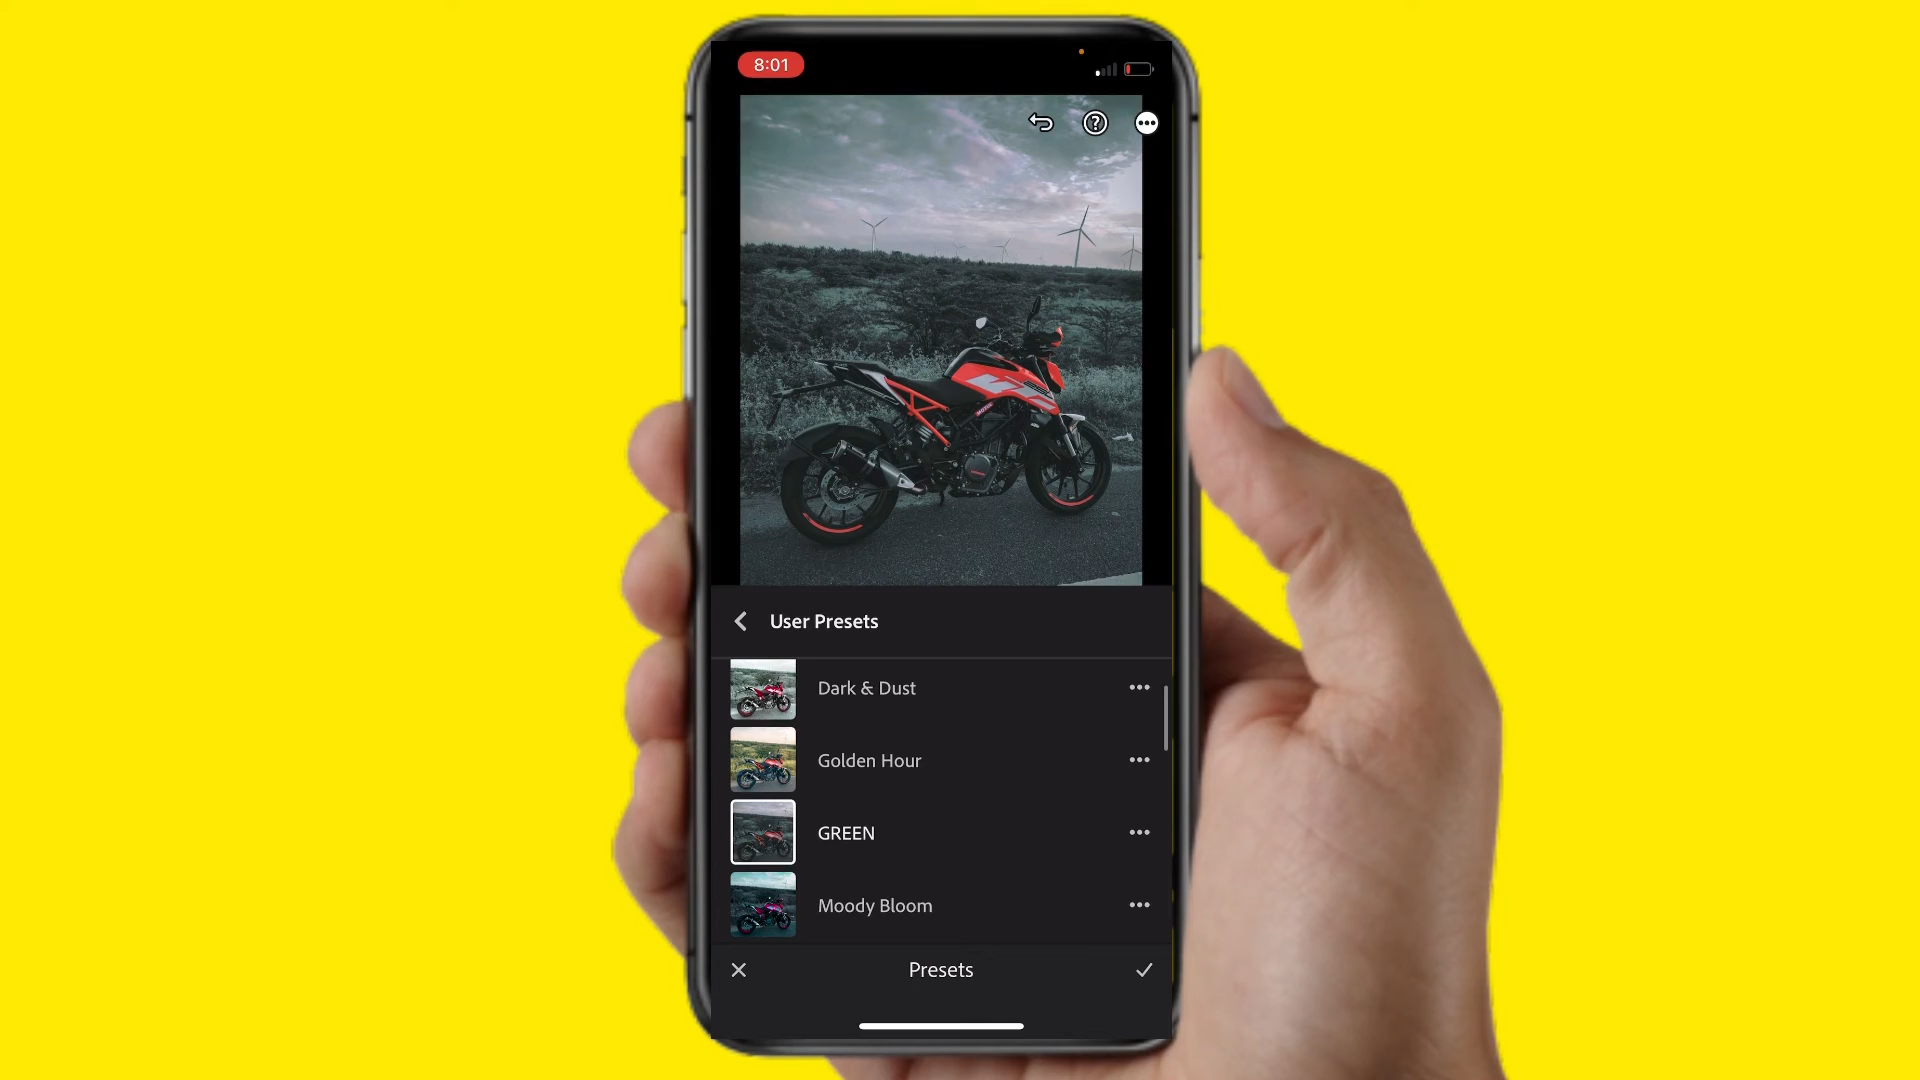 8:01
User Presets
Dark & Dust
Golden Hour
GREEN
Moody Bloom
Presets